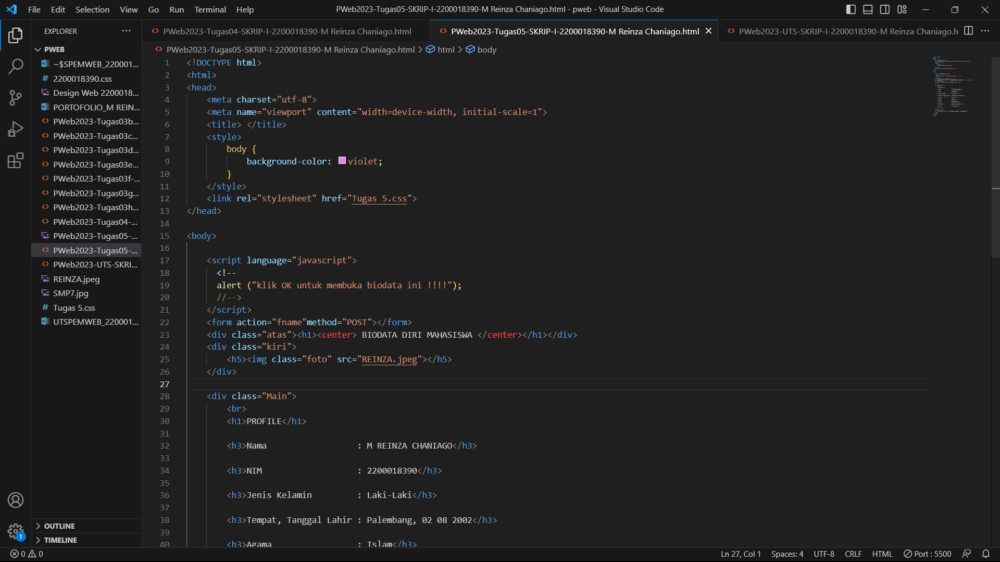 File Edit Selection View Go Run Terminal Help
PWeb2023-Tugas05-SKRIP-I-2200018390-M Reinza Chaniago.html - pweb - Visual Studio Code
EXPLORER
PWEB
~$SPEMWEB_220001...
2200018390.css
Design Web 2200018...
PORTOFOLIO_M REIN...
PWeb2023-Tugas03b...
PWeb2023-Tugas03c...
PWeb2023-Tugas03d...
PWeb2023-Tugas03e...
PWeb2023-Tugas03f-...
PWeb2023-Tugas03g...
PWeb2023-Tugas03h...
PWeb2023-Tugas04-...
PWeb2023-Tugas05-...
PWeb2023-Tugas05-...
PWeb2023-UTS-SKRI...
REINZA.jpeg
SMP7.jpg
Tugas 5.css
UTSPEMWEB_220001...
OUTLINE
TIMELINE
PWeb2023-Tugas04-SKRIP-I-2200018390-M Reinza Chaniago.html
PWeb2023-Tugas05-SKRIP-I-2200018390-M Reinza Chaniago.html
PWeb2023-UTS-SKRIP-I-2200018390-M Reinza Chaniago.h
PWeb2023-Tugas05-SKRIP-I-2200018390-M Reinza Chaniago.html > html > body
1 <!DOCTYPE html>
2 <html>
3 <head>
4 <meta charset="utf-8">
5 <meta name="viewport" content="width=device-width, initial-scale=1">
6 <title> </title>
7 <style>
8 body {
9 background-color: violet;
10 }
11 </style>
12 <link rel="stylesheet" href="Tugas 5.css">
13 </head>
14
15 <body>
16
17 <script language="javascript">
18 <!--
19 alert ("klik OK untuk membuka biodata ini !!!!");
20 //-->
21 </script>
22 <form action="fname"method="POST"></form>
23 <div class="atas"><h1><center> BIODATA DIRI MAHASISWA </center></h1></div>
24 <div class="kiri">
25 <h5><img class="foto" src="REINZA.jpeg"></h5>
26 </div>
27
28 <div class="Main">
29 <br>
30 <h1>PROFILE</h1>
31
32 <h3>Nama : M REINZA CHANIAGO</h3>
33
34 <h3>NIM : 2200018390</h3>
35
36 <h3>Jenis Kelamin : Laki-Laki</h3>
37
38 <h3>Tempat, Tanggal Lahir : Palembang, 02 08 2002</h3>
39
40 <h3>Agama : Islam</h3>
1
0 0
Ln 27, Col 1 Spaces: 4 UTF-8 CRLF HTML Port : 5500